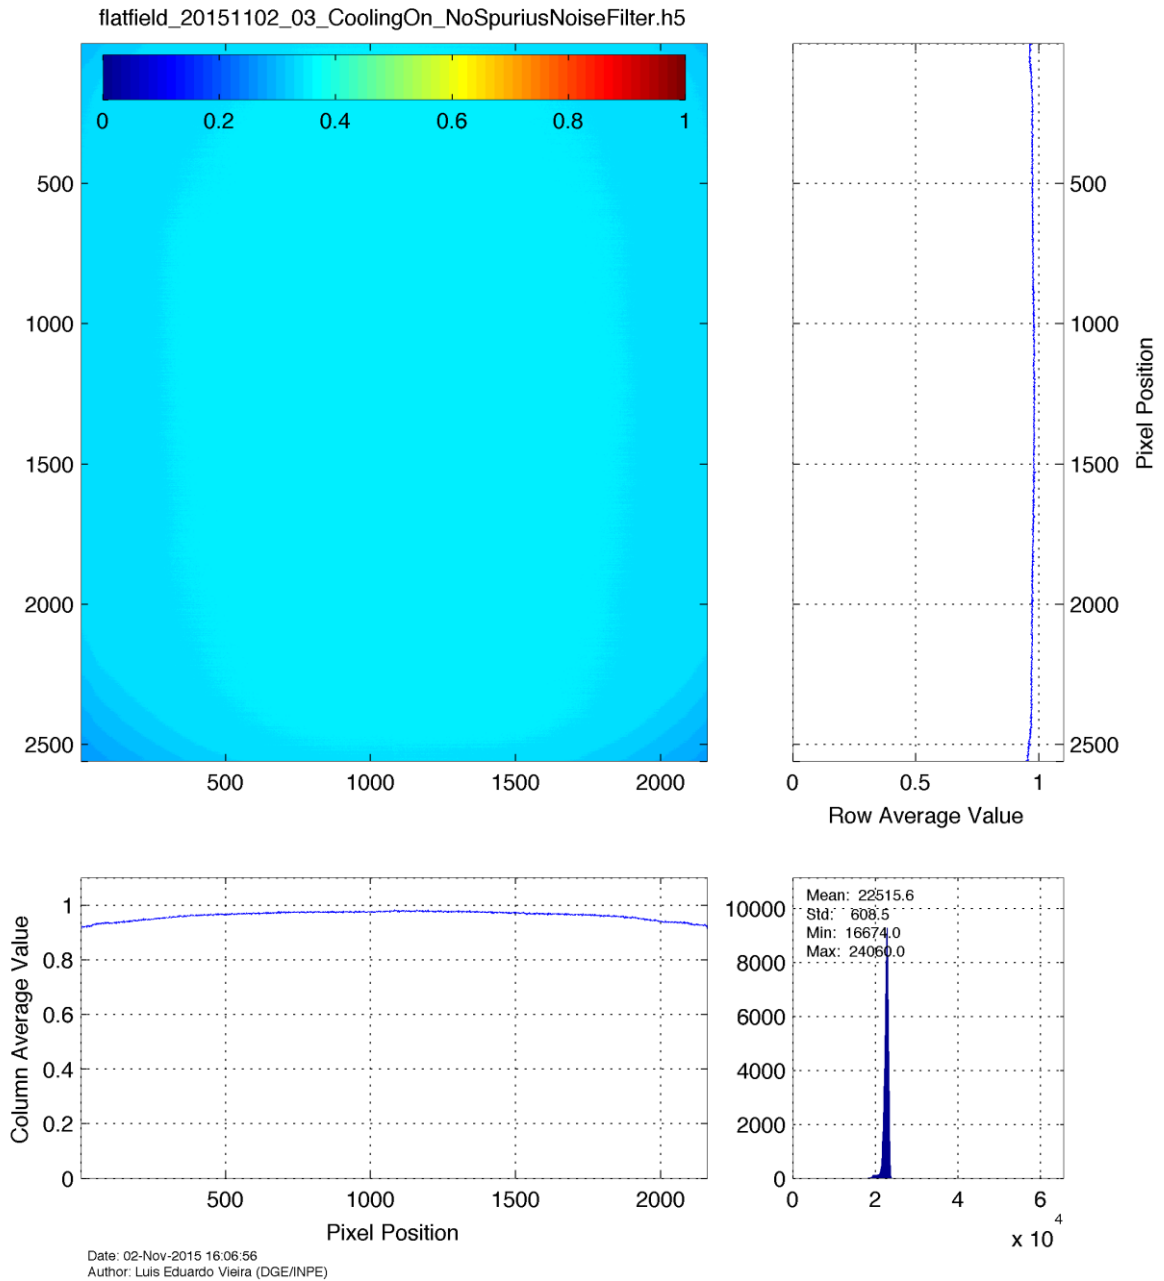 flatfield_20151102_03_CoolingOn_NoSpuriusNoiseFilter.h5
0 0.2 0.4 0.6 0.8 1
500
1000
1500
2000
2500
500 1000 1500 2000
500
1000
1500
2000
2500
Pixel Position
0 0.5 1
Row Average Value
Column Average Value
1
0.8
0.6
0.4
0.2
0
500 1000 1500 2000
Pixel Position
Mean: 22515.6
Std: 608.5
Min: 16674.0
Max: 24060.0
10000
8000
6000
4000
2000
0
0 2 4 6
x 10^4
Date: 02-Nov-2015 16:06:56
Author: Luis Eduardo Vieira (DGE/INPE)